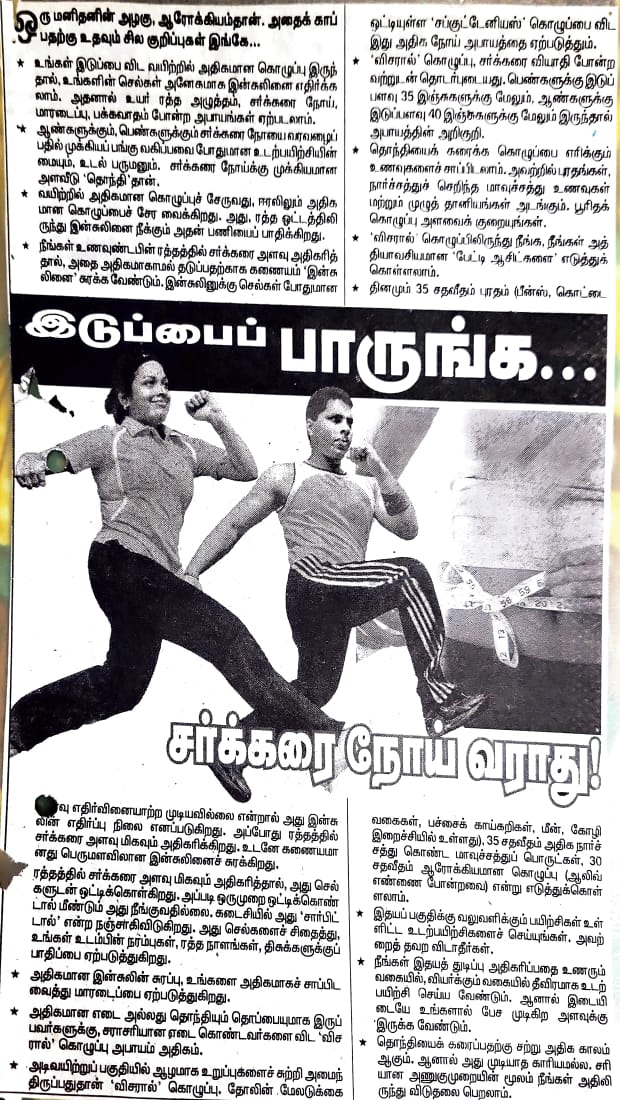 ஒரு மனிதனின் அழகு, ஆரோக்கியம்தான். அதைக் காப்
பதற்கு உதவும் சில குறிப்புகள் இங்கே...
★ உங்கள் இடுப்பை விட வயிற்றில் அதிகமான கொழுப்பு இருந்
தால், உங்களின் செல்கள் அனேகமாக இன்சுலினை எதிர்க்க
லாம். அதனால் உயர் ரத்த அழுத்தம், சர்க்கரை நோய்,
மாரடைப்பு, பக்கவாதம் போன்ற அபாயங்கள் ஏற்படலாம்.
★ ஆண்களுக்கும், பெண்களுக்கும் சர்க்கரை நோயை வரவழைப்
பதில் முக்கியப் பங்கு வகிப்பவை போதுமான உடற்பயிற்சியின்
மையும், உடல் பருமனும். சர்க்கரை நோய்க்கு முக்கியமான
அளவீடு 'தொந்தி'தான்.
★ வயிற்றில் அதிகமான கொழுப்புச் சேருவது, ஈரலிலும் அதிக
மான கொழுப்பைச் சேர வைக்கிறது. அது, ரத்த ஓட்டத்திலி
ருந்து இன்சுலினை நீக்கும் அதன் பணியைப் பாதிக்கிறது.
★ நீங்கள் உணவுண்டபின் ரத்தத்தில் சர்க்கரை அளவு அதிகரித்
தால், அதை அதிகமாகாமல் தடுப்பதற்காக கணையம் 'இன்சு
லினை' சுரக்க வேண்டும். இன்சுலினுக்கு செல்கள் போதுமான
ஒட்டியுள்ள 'சப்குட்டேனியஸ்' கொழுப்பை விட
இது அதிக நோய் அபாயத்தை ஏற்படுத்தும்.
★ 'விசரால்' கொழுப்பு, சர்க்கரை வியாதி போன்ற
வற்றுடன் தொடர்புடையது. பெண்களுக்கு இடுப்
பளவு 35 இஞ்சுகளுக்கு மேலும், ஆண்களுக்கு
இடுப்பளவு 40 இஞ்சுகளுக்கு மேலும் இருந்தால்
அபாயத்தின் அறிகுறி.
★ தொந்தியைக் கரைக்க கொழுப்பை எரிக்கும்
உணவுகளைச் சாப்பிடலாம். அவற்றில் புரதங்கள்,
நார்ச்சத்துச் செறிந்த மாவுச்சத்து உணவுகள்
மற்றும் முழுத் தானியங்கள் அடங்கும். பூரிதக்
கொழுப்பு அளவைக் குறையுங்கள்.
★ 'விசரால்' கொழுப்பிலிருந்து நீங்க, நீங்கள் அத்
தியாவசியமான 'பேட்டி ஆசிட்களை' எடுத்துக்
கொள்ளலாம்.
★ தினமும் 35 சதவீதம் புரதம் (பீன்ஸ், கொட்டை
இடுப்பைப் பாருங்க...
சர்க்கரை நோய் வராது!
எதிர்வினையாற்ற முடியவில்லை என்றால் அது இன்சு
லின் எதிர்ப்பு நிலை எனப்படுகிறது. அப்போது ரத்தத்தில்
சர்க்கரை அளவு மிகவும் அதிகரிக்கிறது. உடனே கணையமா
னது பெருமளவிலான இன்சுலினைச் சுரக்கிறது.
ரத்தத்தில் சர்க்கரை அளவு மிகவும் அதிகரித்தால், அது செல்
களுடன் ஒட்டிக்கொள்கிறது. அப்படி ஒருமுறை ஒட்டிக்கொண்
டால் மீண்டும் அது நீங்குவதில்லை. கடைசியில் அது 'சார்பிட்
டால்' என்ற நஞ்சாகிவிடுகிறது. அது செல்களைச் சிதைத்து,
உங்கள் உடம்பின் நரம்புகள், ரத்த நாளங்கள், திசுக்களுக்குப்
பாதிப்பை ஏற்படுத்துகிறது.
★ அதிகமான இன்சுலின் சுரப்பு, உங்களை அதிகமாகச் சாப்பிட
வைத்து மாரடைப்பை ஏற்படுத்துகிறது.
★ அதிகமான எடை அல்லது தொந்தியும் தொப்பையுமாக இருப்
பவர்களுக்கு, சராசரியான எடை கொண்டவர்களை விட 'விச
ரால்' கொழுப்பு அபாயம் அதிகம்.
★ அடிவயிற்றுப் பகுதியில் ஆழமாக உறுப்புகளைச் சுற்றி அமைந்
திருப்பதுதான் 'விசரால்' கொழுப்பு. தோலின் மேலடுக்கை
வகைகள், பச்சைக் காய்கறிகள், மீன், கோழி
இறைச்சியில் உள்ளது), 35 சதவீதம் அதிக நார்ச்
சத்து கொண்ட மாவுச்சத்துப் பொருட்கள், 30
சதவீதம் ஆரோக்கியமான கொழுப்பு (ஆலிவ்
எண்ணை போன்றவை) என்று எடுத்துக்கொள்
ளலாம்.
★ இதயப் பகுதிக்கு வலுவளிக்கும் பயிற்சிகள் உள்
ளிட்ட உடற்பயிற்சிகளைச் செய்யுங்கள். அவற்
றைத் தவற விடாதீர்கள்.
★ நீங்கள் இதயத் துடிப்பு அதிகரிப்பதை உணரும்
வகையில், வியர்க்கும் வகையில் தீவிரமாக உடற்
பயிற்சி செய்ய வேண்டும். ஆனால் இடையி
டையே உங்களால் பேச முடிகிற அளவுக்கு
இருக்க வேண்டும்.
★ தொந்தியைக் கரைப்பதற்கு சற்று அதிக காலம்
ஆகும். ஆனால் அது முடியாத காரியமல்ல. சரி
யான அணுகுமுறையின் மூலம் நீங்கள் அதிலி
ருந்து விடுதலை பெறலாம்.